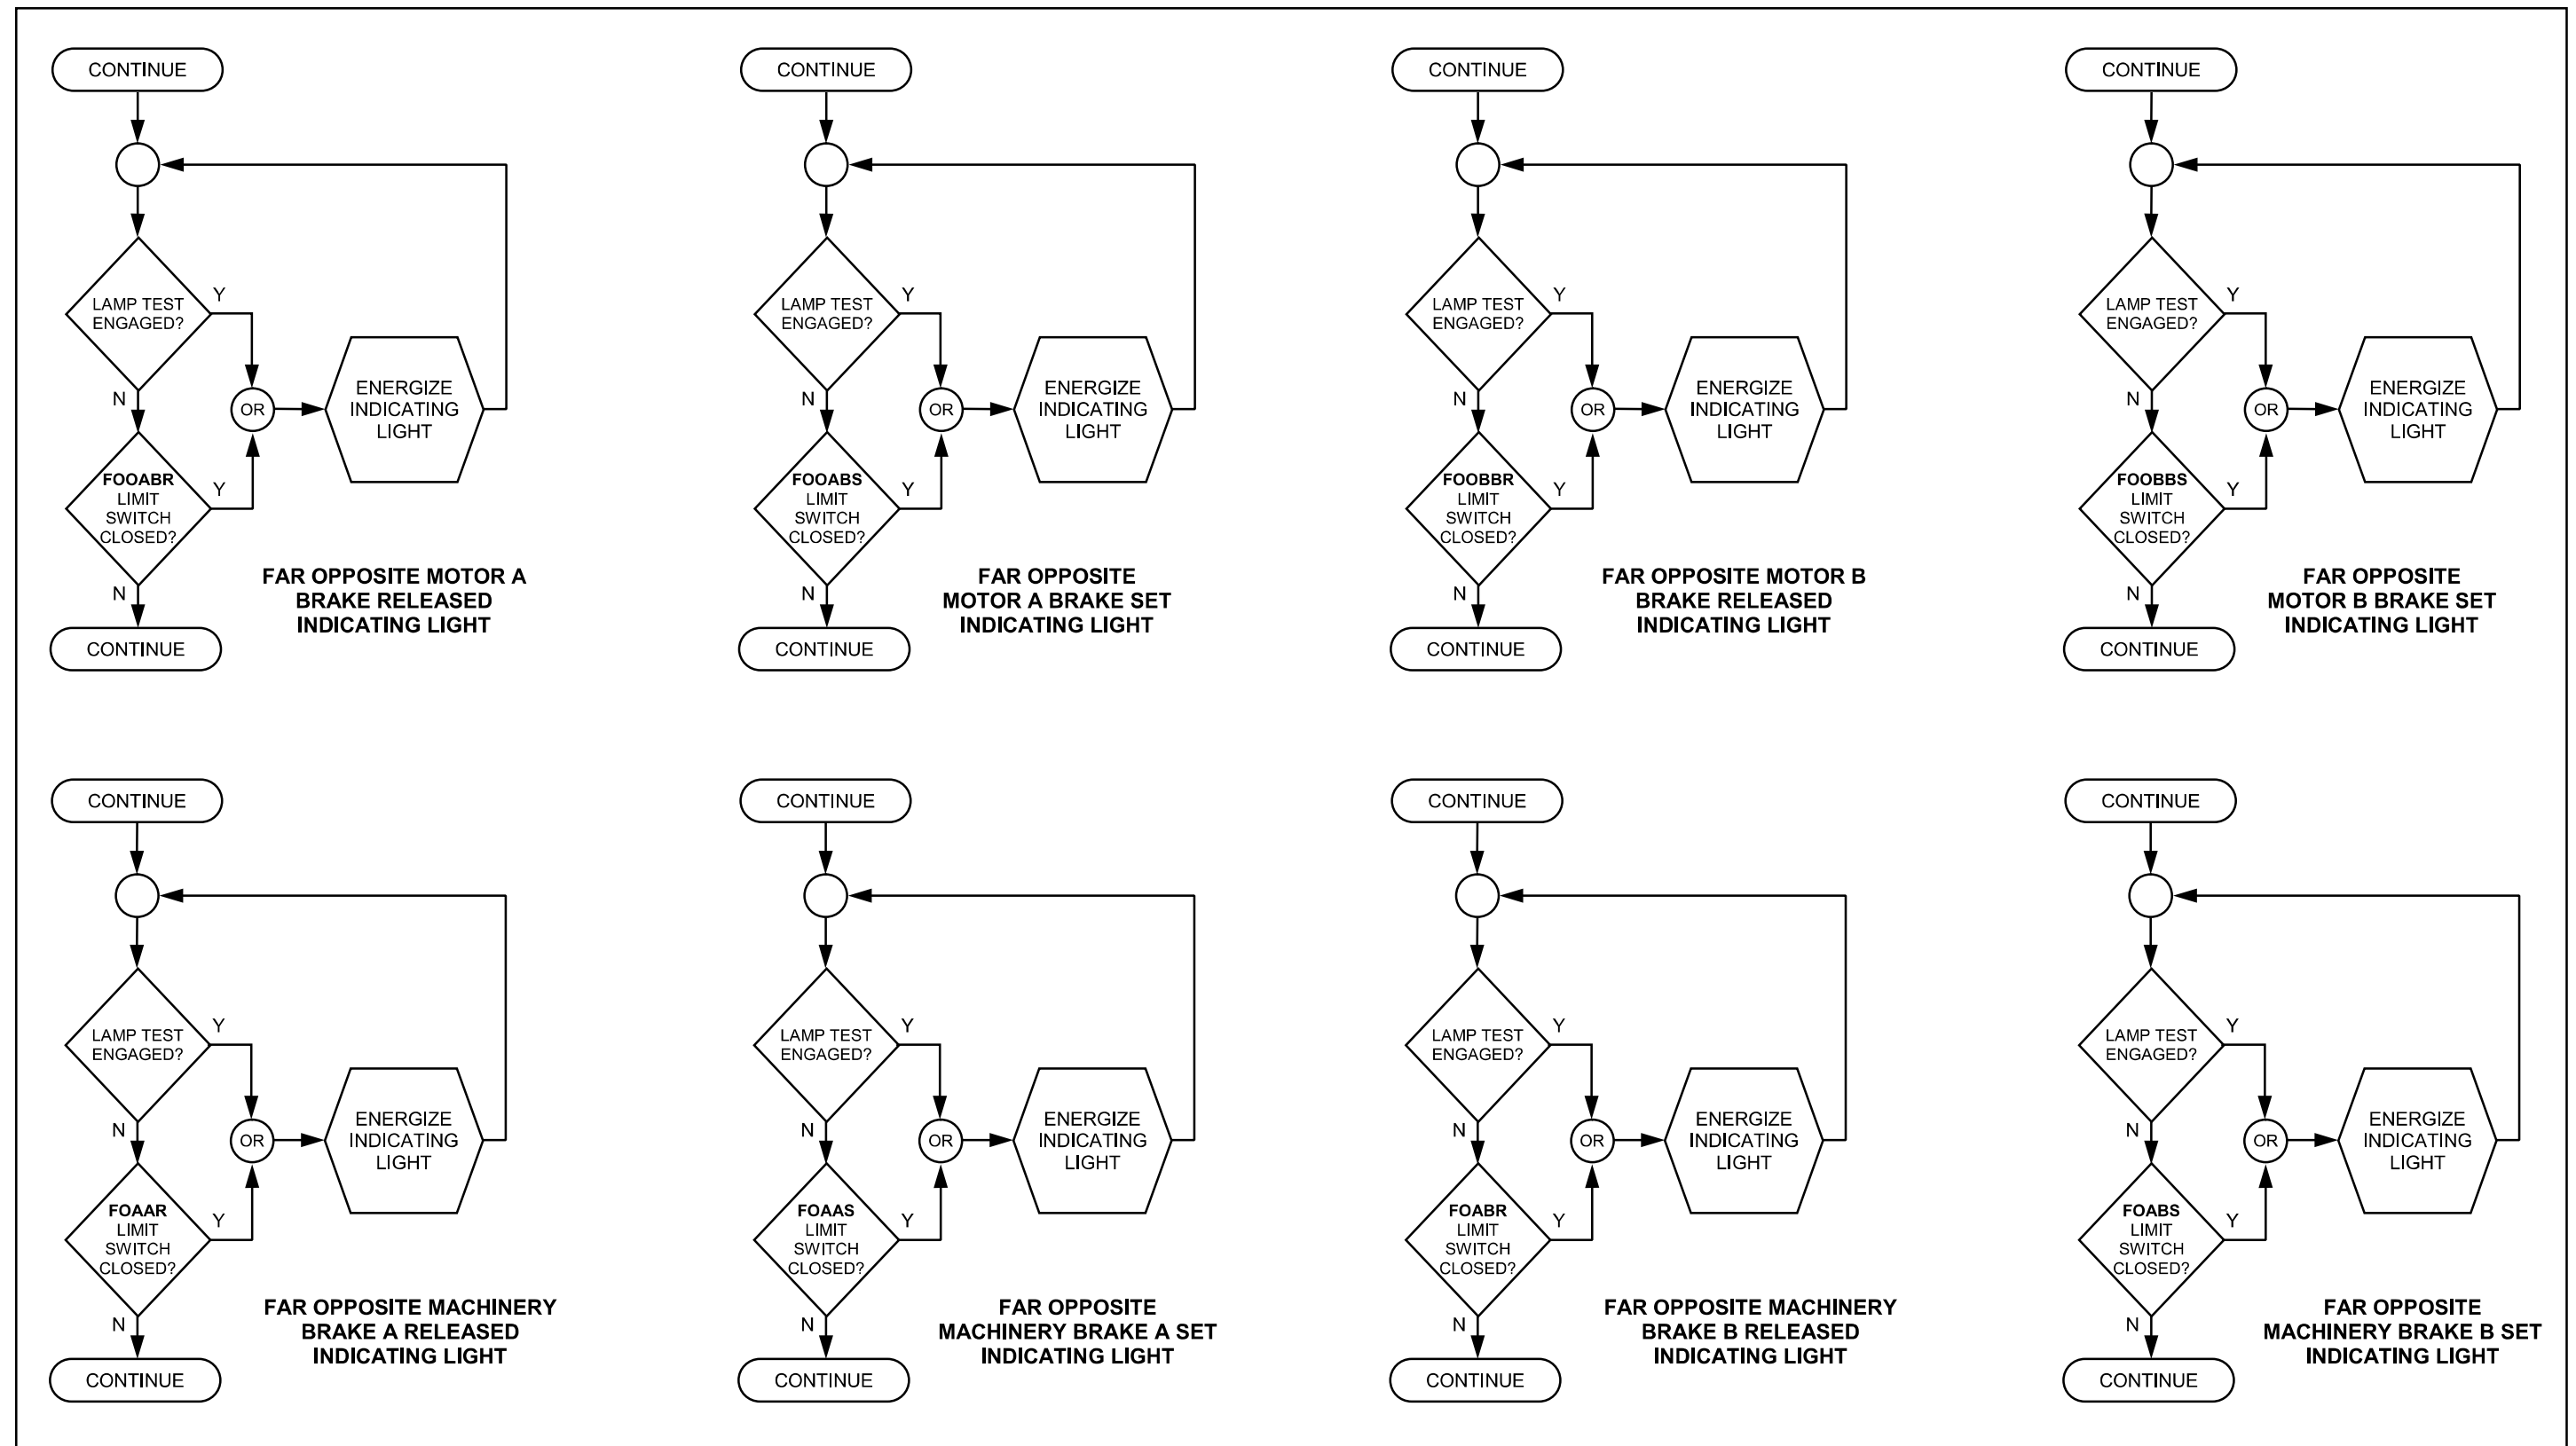 CONTINUE
LAMP TEST
ENGAGED?
Y
N
OR
ENERGIZE
INDICATING
LIGHT
FOOABR
LIMIT
SWITCH
CLOSED?
Y
N
CONTINUE
FAR OPPOSITE MOTOR A
BRAKE RELEASED
INDICATING LIGHT
CONTINUE
LAMP TEST
ENGAGED?
Y
N
OR
ENERGIZE
INDICATING
LIGHT
FOOABS
LIMIT
SWITCH
CLOSED?
Y
N
CONTINUE
FAR OPPOSITE
MOTOR A BRAKE SET
INDICATING LIGHT
CONTINUE
LAMP TEST
ENGAGED?
Y
N
OR
ENERGIZE
INDICATING
LIGHT
FOOBBR
LIMIT
SWITCH
CLOSED?
Y
N
CONTINUE
FAR OPPOSITE MOTOR B
BRAKE RELEASED
INDICATING LIGHT
CONTINUE
LAMP TEST
ENGAGED?
Y
N
OR
ENERGIZE
INDICATING
LIGHT
FOOBBS
LIMIT
SWITCH
CLOSED?
Y
N
CONTINUE
FAR OPPOSITE
MOTOR B BRAKE SET
INDICATING LIGHT
CONTINUE
LAMP TEST
ENGAGED?
Y
N
OR
ENERGIZE
INDICATING
LIGHT
FOAAR
LIMIT
SWITCH
CLOSED?
Y
N
CONTINUE
FAR OPPOSITE MACHINERY
BRAKE A RELEASED
INDICATING LIGHT
CONTINUE
LAMP TEST
ENGAGED?
Y
N
OR
ENERGIZE
INDICATING
LIGHT
FOAAS
LIMIT
SWITCH
CLOSED?
Y
N
CONTINUE
FAR OPPOSITE
MACHINERY BRAKE A SET
INDICATING LIGHT
CONTINUE
LAMP TEST
ENGAGED?
Y
N
OR
ENERGIZE
INDICATING
LIGHT
FOABR
LIMIT
SWITCH
CLOSED?
Y
N
CONTINUE
FAR OPPOSITE MACHINERY
BRAKE B RELEASED
INDICATING LIGHT
CONTINUE
LAMP TEST
ENGAGED?
Y
N
OR
ENERGIZE
INDICATING
LIGHT
FOABS
LIMIT
SWITCH
CLOSED?
Y
N
CONTINUE
FAR OPPOSITE
MACHINERY BRAKE B SET
INDICATING LIGHT